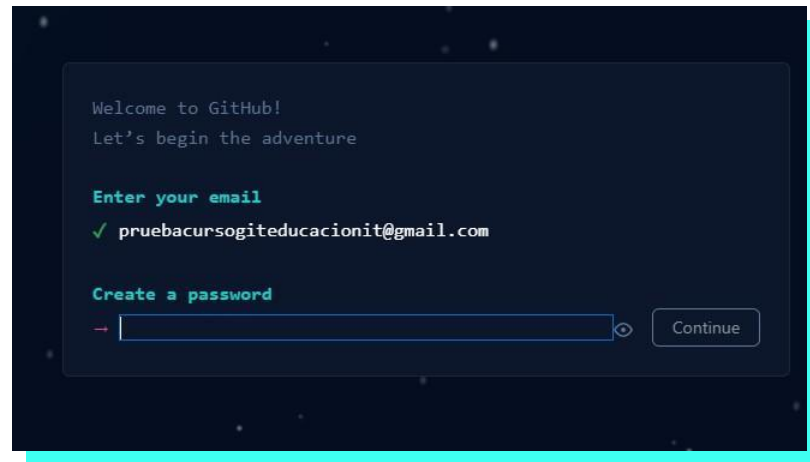 Welcome to GitHub!
Let’s begin the adventure
Enter your email
✓ pruebacursogiteducacionit@gmail.com
Create a password
→
Continue